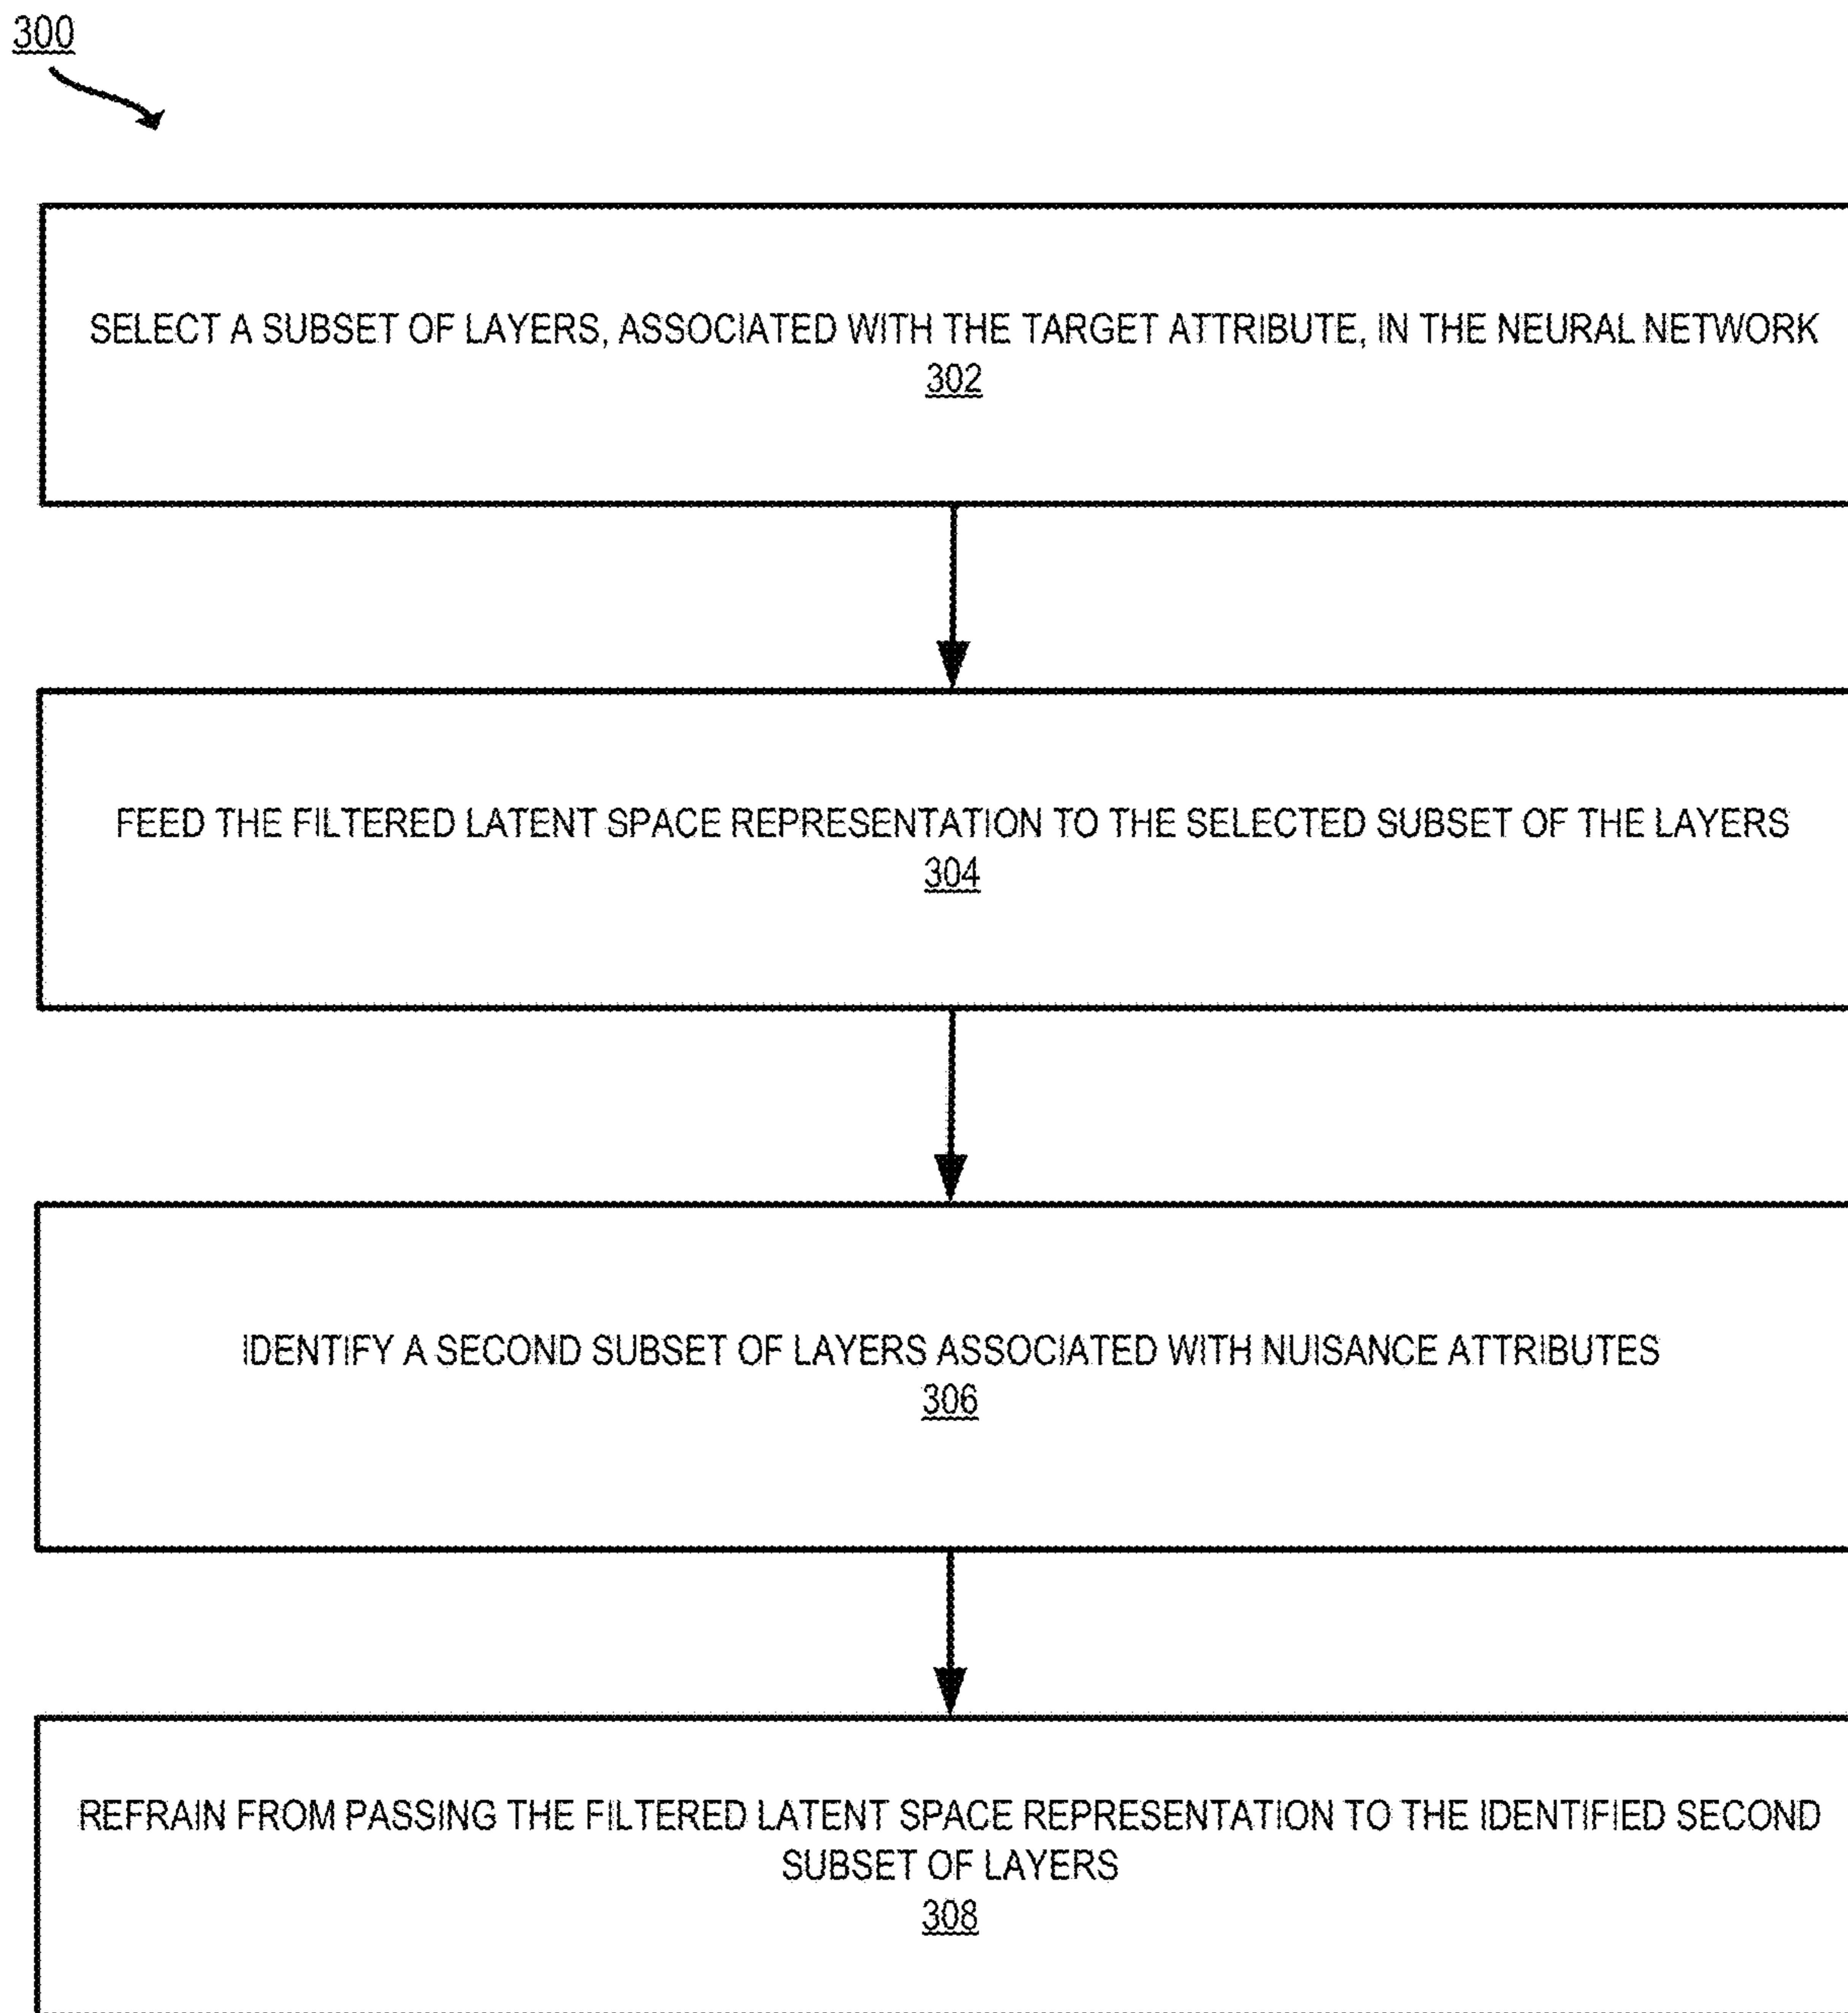 300
SELECT A SUBSET OF LAYERS, ASSOCIATED WITH THE TARGET ATTRIBUTE, IN THE NEURAL NETWORK
302
FEED THE FILTERED LATENT SPACE REPRESENTATION TO THE SELECTED SUBSET OF THE LAYERS
304
IDENTIFY A SECOND SUBSET OF LAYERS ASSOCIATED WITH NUISANCE ATTRIBUTES
306
REFRAIN FROM PASSING THE FILTERED LATENT SPACE REPRESENTATION TO THE IDENTIFIED SECOND
SUBSET OF LAYERS
308